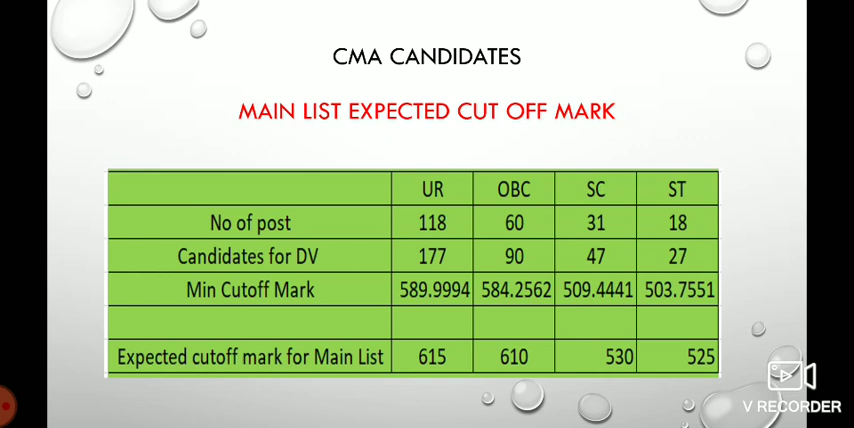 CMA CANDIDATES
MAIN LIST EXPECTED CUT OFF MARK
UR OBC SC ST
No of post 118 60 31 18
Candidates for DV 177 90 47 27
Min Cutoff Mark 589.9994 584.2562 509.4441 503.7551
Expected cutoff mark for Main List 615 610 530 525
V RECORDER